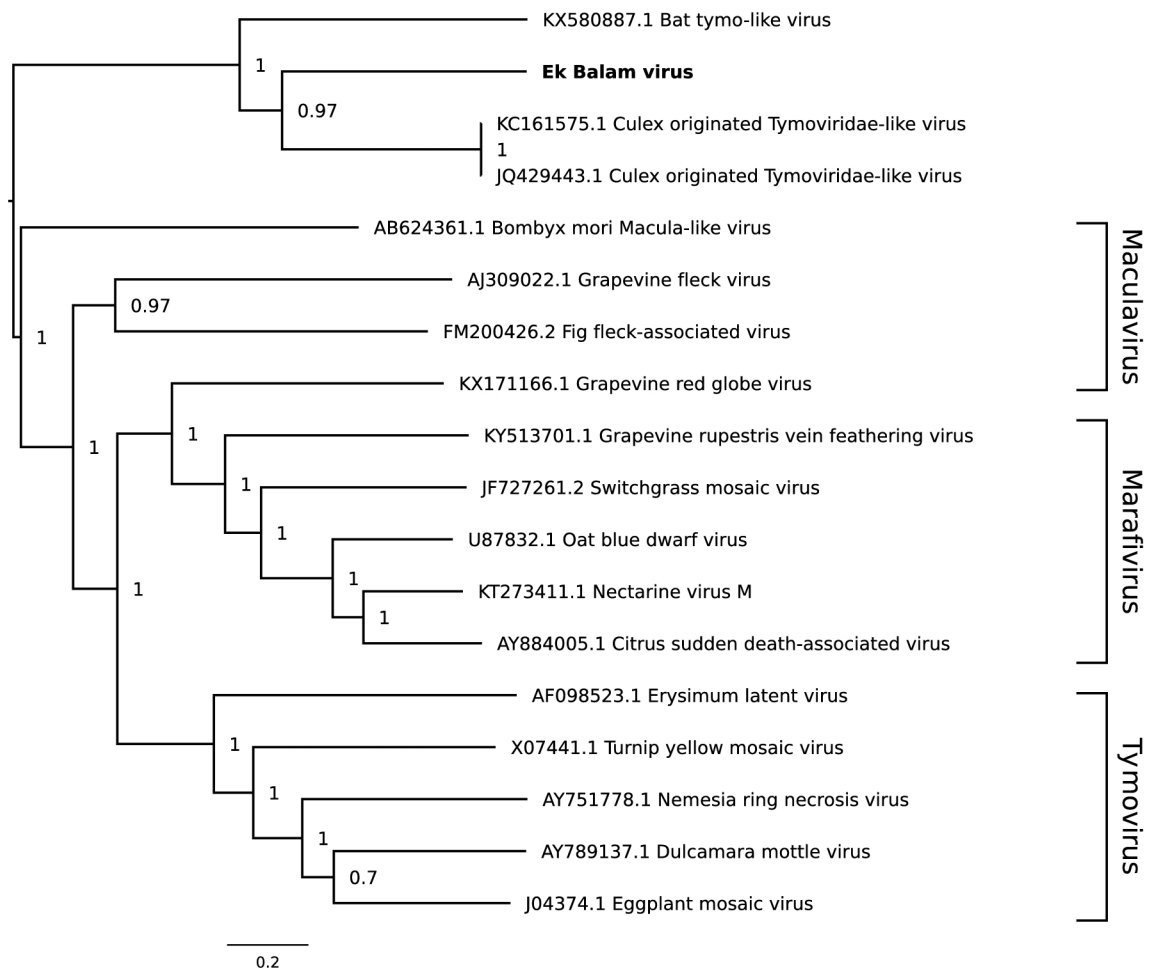 KX580887.1 Bat tymo-like virus
1
Ek Balam virus
0.97
KC161575.1 Culex originated Tymoviridae-like virus
1
JQ429443.1 Culex originated Tymoviridae-like virus
AB624361.1 Bombyx mori Macula-like virus
AJ309022.1 Grapevine fleck virus
0.97
FM200426.2 Fig fleck-associated virus
1
KX171166.1 Grapevine red globe virus
Maculavirus
1
KY513701.1 Grapevine rupestris vein feathering virus
1
1
JF727261.2 Switchgrass mosaic virus
1
U87832.1 Oat blue dwarf virus
1
KT273411.1 Nectarine virus M
1
1
AY884005.1 Citrus sudden death-associated virus
Marafivirus
AF098523.1 Erysimum latent virus
1
X07441.1 Turnip yellow mosaic virus
1
AY751778.1 Nemesia ring necrosis virus
1
AY789137.1 Dulcamara mottle virus
0.7
J04374.1 Eggplant mosaic virus
Tymovirus
0.2